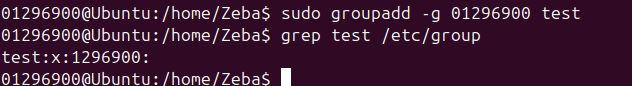 01296900@Ubuntu:/home/Zeba$ sudo groupadd -g 01296900 test
01296900@Ubuntu:/home/Zeba$ grep test /etc/group
test:x:1296900:
01296900@Ubuntu:/home/Zeba$